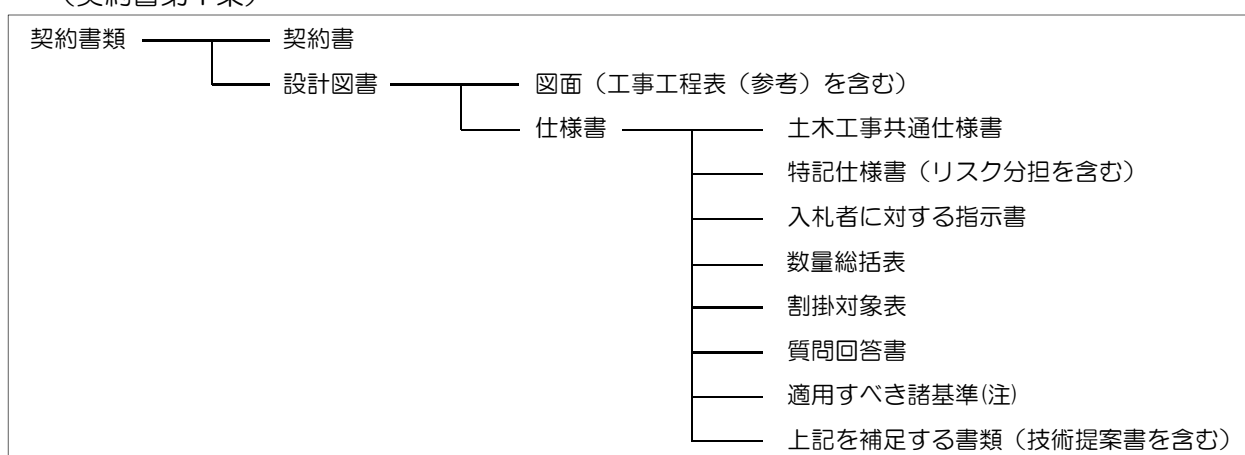 契約書類 契約書
設計図書 図面（工事工程表（参考）を含む）
仕様書 土木工事共通仕様書
特記仕様書（リスク分担を含む）
入札者に対する指示書
数量総括表
割掛対象表
質問回答書
適用すべき諸基準(注)
上記を補足する書類（技術提案書を含む）